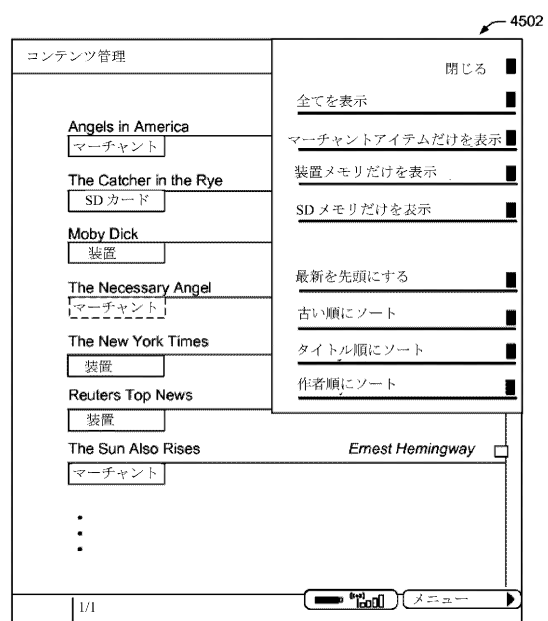 4502
コンテンツ管理
閉じる
全てを表示
マーチャントアイテムだけを表示
装置メモリだけを表示
SD メモリだけを表示
最新を先頭にする
古い順にソート
タイトル順にソート
作者順にソート
Angels in America
マーチャント
The Catcher in the Rye
SD カード
Moby Dick
装置
The Necessary Angel
マーチャント
The New York Times
装置
Reuters Top News
装置
The Sun Also Rises
Ernest Hemingway
マーチャント
1/1
メニュー